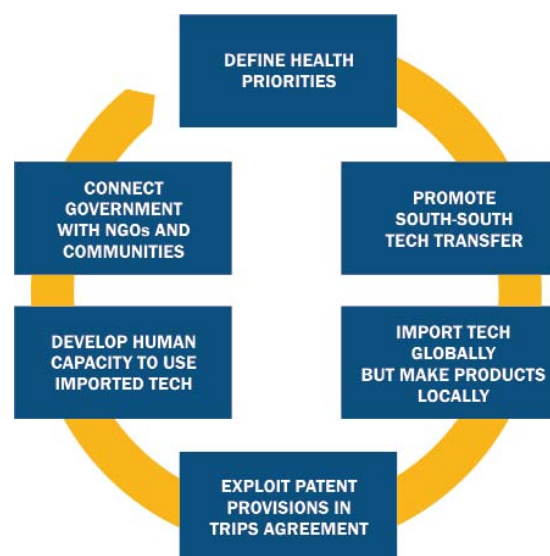 DEFINE HEALTH
PRIORITIES
PROMOTE
SOUTH-SOUTH
TECH TRANSFER
IMPORT TECH
GLOBALLY
BUT MAKE PRODUCTS
LOCALLY
EXPLOIT PATENT
PROVISIONS IN
TRIPS AGREEMENT
DEVELOP HUMAN
CAPACITY TO USE
IMPORTED TECH
CONNECT
GOVERNMENT
WITH NGOs AND
COMMUNITIES